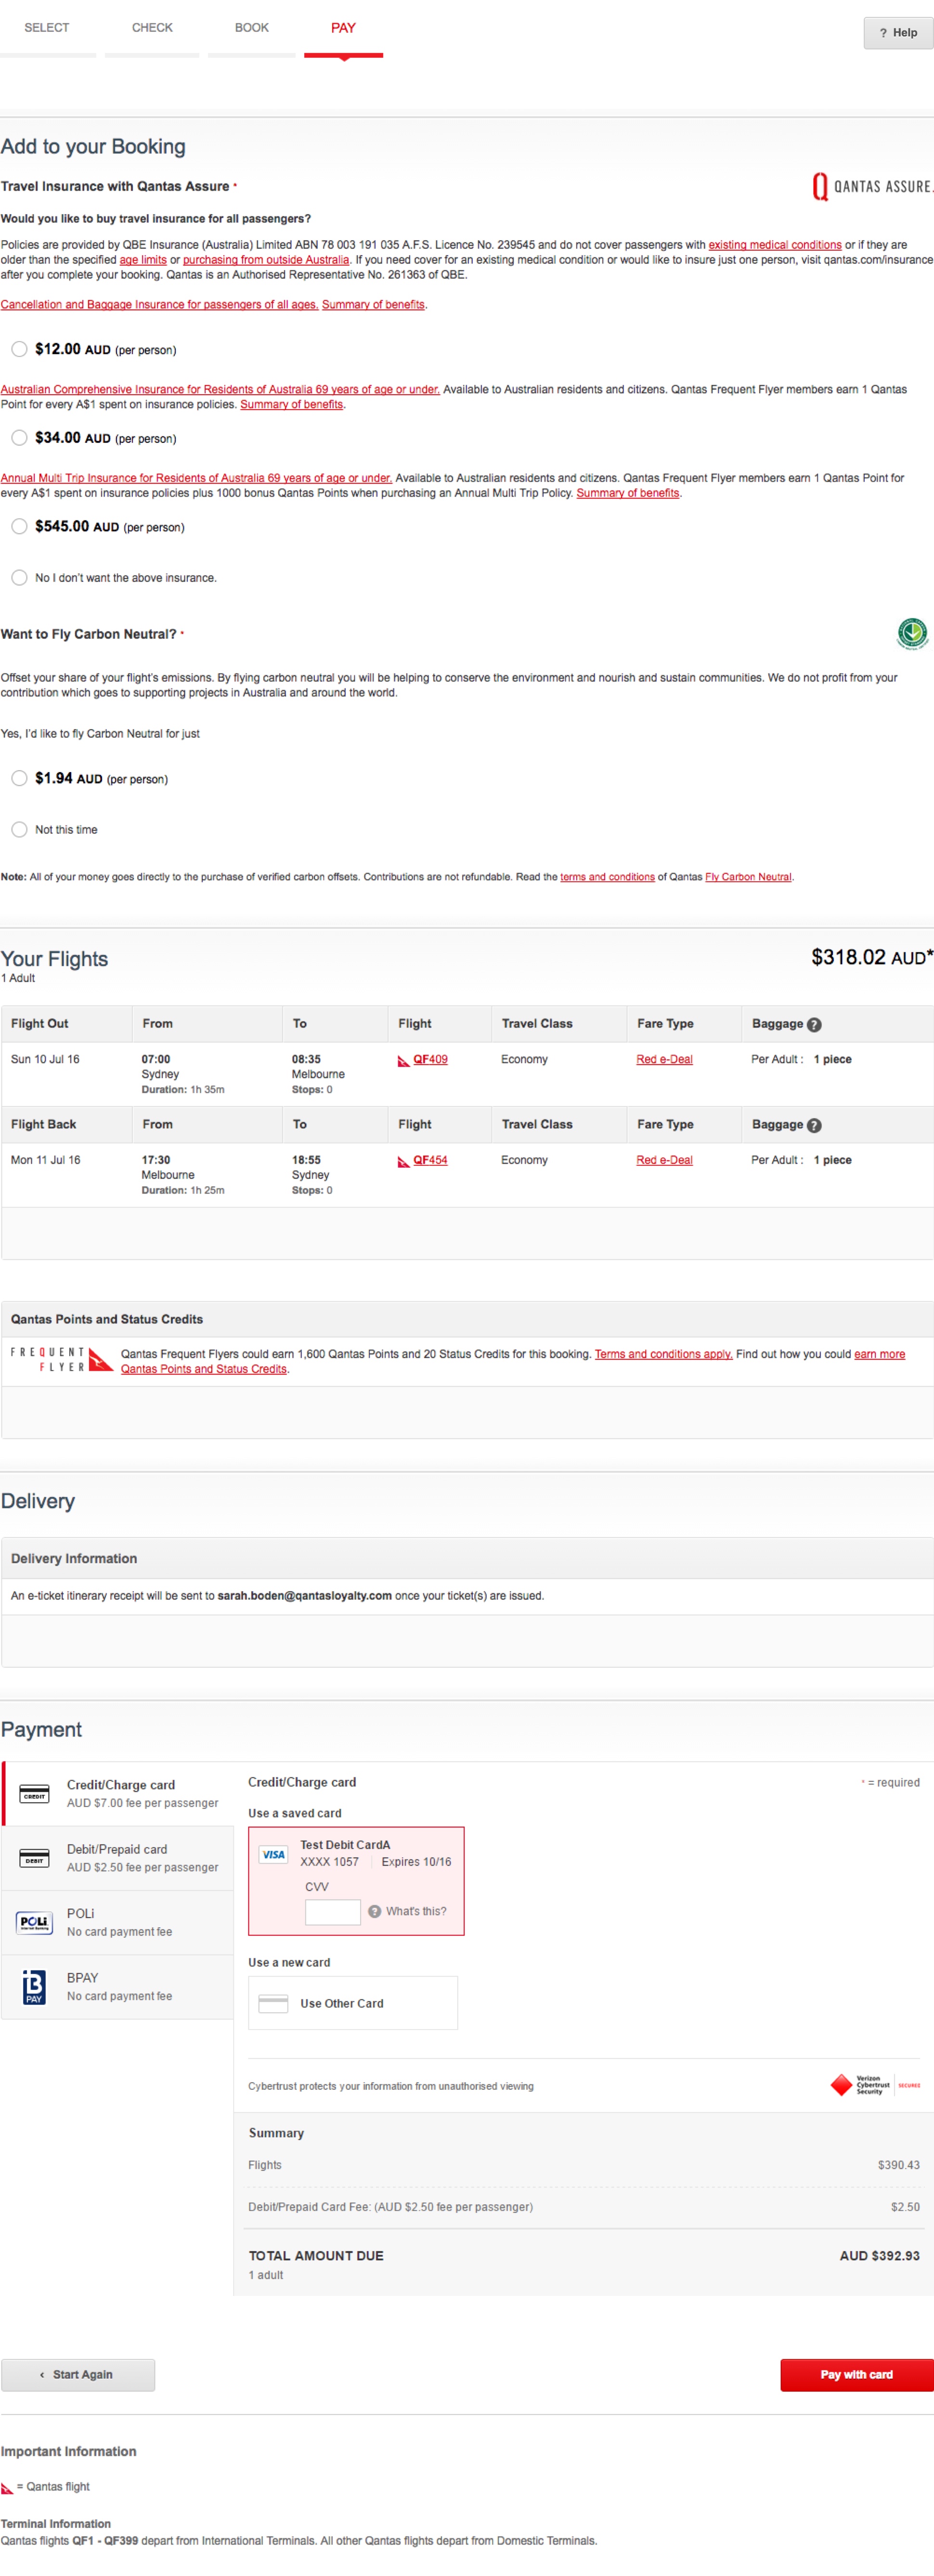 SELECT CHECK BOOK PAY
? Help
Add to your Booking
Travel Insurance with Qantas Assure *
QANTAS ASSURE.
Would you like to buy travel insurance for all passengers?
Policies are provided by QBE Insurance (Australia) Limited ABN 78 003 191 035 A.F.S. Licence No. 239545 and do not cover passengers with existing medical conditions or if they are
older than the specified age limits or purchasing from outside Australia. If you need cover for an existing medical condition or would like to insure just one person, visit qantas.com/insurance
after you complete your booking. Qantas is an Authorised Representative No. 261363 of QBE.
Cancellation and Baggage Insurance for passengers of all ages. Summary of benefits.
$12.00 AUD (per person)
Australian Comprehensive Insurance for Residents of Australia 69 years of age or under. Available to Australian residents and citizens. Qantas Frequent Flyer members earn 1 Qantas
Point for every A$1 spent on insurance policies. Summary of benefits.
$34.00 AUD (per person)
Annual Multi Trip Insurance for Residents of Australia 69 years of age or under. Available to Australian residents and citizens. Qantas Frequent Flyer members earn 1 Qantas Point for
every A$1 spent on insurance policies plus 1000 bonus Qantas Points when purchasing an Annual Multi Trip Policy. Summary of benefits.
$545.00 AUD (per person)
No I don't want the above insurance.
Want to Fly Carbon Neutral? *
Offset your share of your flight's emissions. By flying carbon neutral you will be helping to conserve the environment and nourish and sustain communities. We do not profit from your
contribution which goes to supporting projects in Australia and around the world.
Yes, I'd like to fly Carbon Neutral for just
$1.94 AUD (per person)
Not this time
Note: All of your money goes directly to the purchase of verified carbon offsets. Contributions are not refundable. Read the terms and conditions of Qantas Fly Carbon Neutral.
Your Flights
$318.02 AUD*
1 Adult
Flight Out From To Flight Travel Class Fare Type Baggage ?
Sun 10 Jul 16 07:00 08:35 QF409 Economy Red e-Deal Per Adult : 1 piece
Sydney Melbourne
Duration: 1h 35m Stops: 0
Flight Back From To Flight Travel Class Fare Type Baggage ?
Mon 11 Jul 16 17:30 18:55 QF454 Economy Red e-Deal Per Adult : 1 piece
Melbourne Sydney
Duration: 1h 25m Stops: 0
Qantas Points and Status Credits
FREQUENT
FLYER
Qantas Frequent Flyers could earn 1,600 Qantas Points and 20 Status Credits for this booking. Terms and conditions apply. Find out how you could earn more
Qantas Points and Status Credits.
Delivery
Delivery Information
An e-ticket itinerary receipt will be sent to sarah.boden@qantasloyalty.com once your ticket(s) are issued.
Payment
CREDIT
Credit/Charge card
AUD $7.00 fee per passenger
DEBIT
Debit/Prepaid card
AUD $2.50 fee per passenger
POLi
POLi
No card payment fee
B
PAY
BPAY
No card payment fee
Credit/Charge card
* = required
Use a saved card
VISA
Test Debit CardA
XXXX 1057 Expires 10/16
CVV
? What's this?
Use a new card
Use Other Card
Cybertrust protects your information from unauthorised viewing
Verizon
Cybertrust
Security
SECURED
Summary
Flights $390.43
Debit/Prepaid Card Fee: (AUD $2.50 fee per passenger) $2.50
TOTAL AMOUNT DUE AUD $392.93
1 adult
‹ Start Again
Pay with card
Important Information
= Qantas flight
Terminal Information
Qantas flights QF1 - QF399 depart from International Terminals. All other Qantas flights depart from Domestic Terminals.